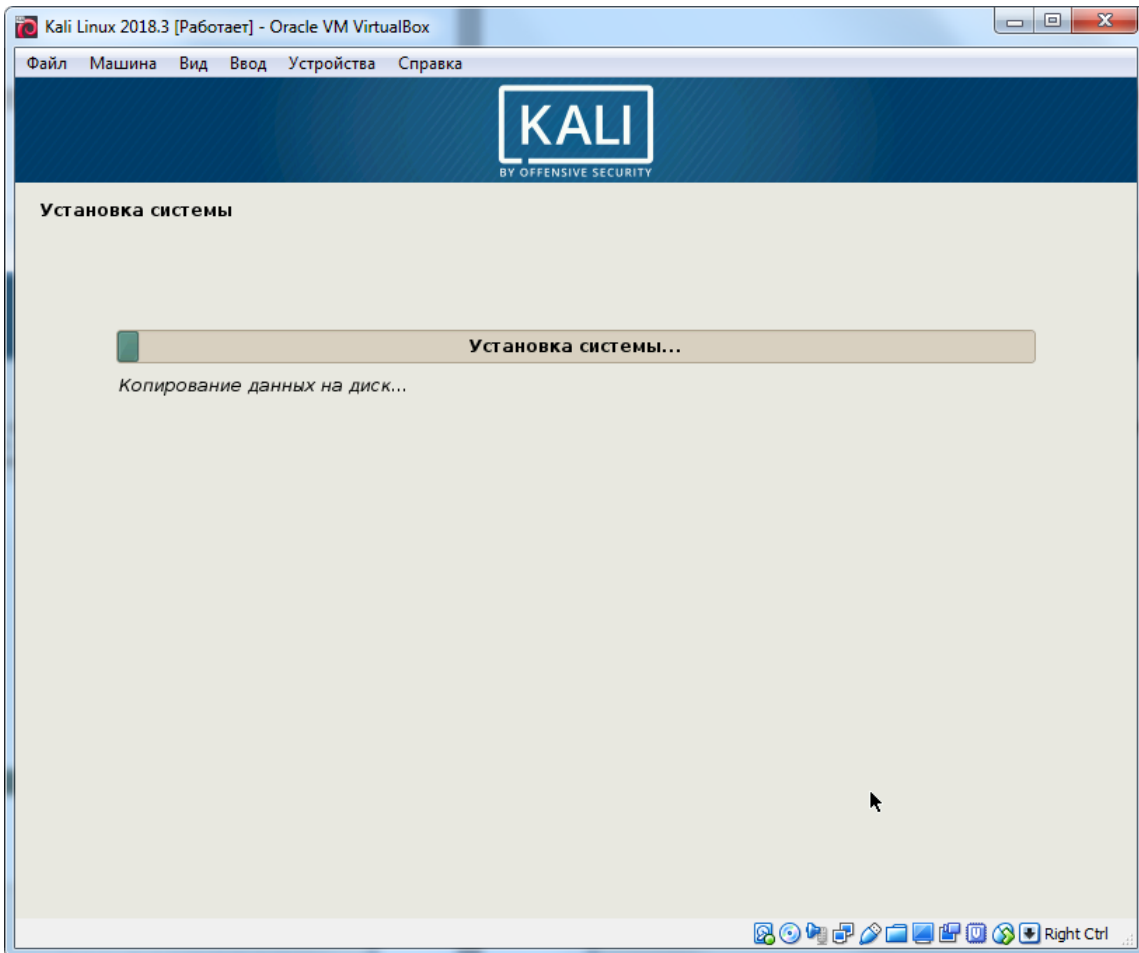 Kali Linux 2018.3 [Работает] - Oracle VM VirtualBox
Файл Машина Вид Ввод Устройства Справка
KALI
BY OFFENSIVE SECURITY
Установка системы
Установка системы...
Копирование данных на диск...
Right Ctrl